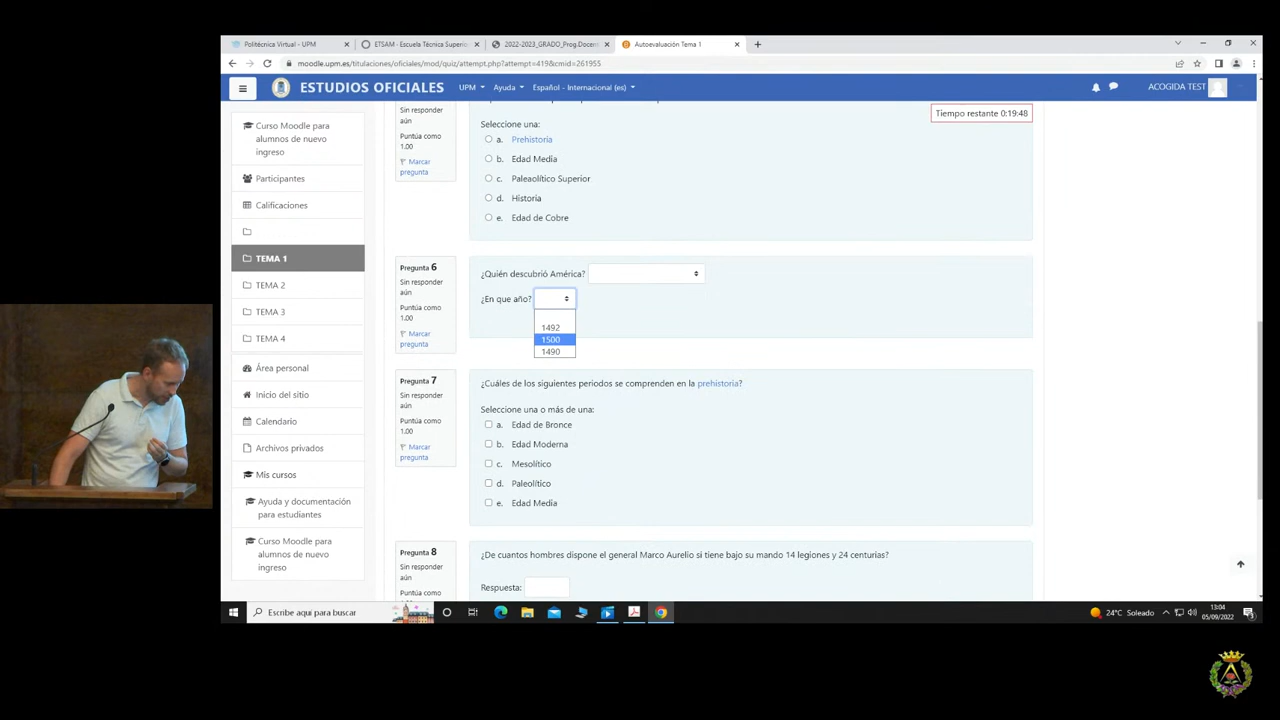 Politécnica Virtual - UPM
ETSAM - Escuela Técnica Superio
2022-2023_GRADO_Prog.Docen
Autoevaluación Tema 1
moodle.upm.es/titulaciones/oficiales/mod/quiz/attempt.php?attempt=419&cmid=261955
ESTUDIOS OFICIALES
UPM
Ayuda
Español - Internacional (es)
ACOGIDA TEST
Curso Moodle para
alumnos de nuevo
ingreso
Participantes
Calificaciones
TEMA 1
TEMA 2
TEMA 3
TEMA 4
Área personal
Inicio del sitio
Calendario
Archivos privados
Mis cursos
Ayuda y documentación
para estudiantes
Curso Moodle para
alumnos de nuevo
ingreso
Tiempo restante 0:19:48
Sin responder
aún
Puntúa como
1.00
Marcar
pregunta
Seleccione una:
a. Prehistoria
b. Edad Media
c. Paleaolítico Superior
d. Historia
e. Edad de Cobre
Pregunta 6
Sin responder
aún
Puntúa como
1.00
Marcar
pregunta
¿Quién descubrió América?
¿En que año?
1492
1500
1490
Pregunta 7
Sin responder
aún
Puntúa como
1.00
Marcar
pregunta
¿Cuáles de los siguientes periodos se comprenden en la prehistoria?
Seleccione una o más de una:
a. Edad de Bronce
b. Edad Moderna
c. Mesolítico
d. Paleolítico
e. Edad Media
Pregunta 8
Sin responder
aún
Puntúa como
¿De cuantos hombres dispone el general Marco Aurelio si tiene bajo su mando 14 legiones y 24 centurias?
Respuesta:
Escribe aquí para buscar
24°C Soleado
13:04
05/09/2022